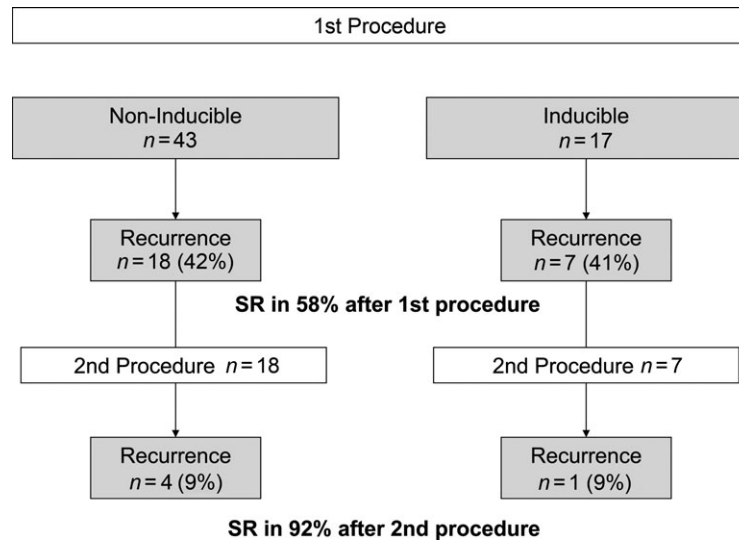 1st Procedure
Non-Inducible
n=43
Inducible
n=17
Recurrence
n=18 (42%)
Recurrence
n=7 (41%)
SR in 58% after 1st procedure
2nd Procedure n=18
2nd Procedure n=7
Recurrence
n=4 (9%)
Recurrence
n=1 (9%)
SR in 92% after 2nd procedure